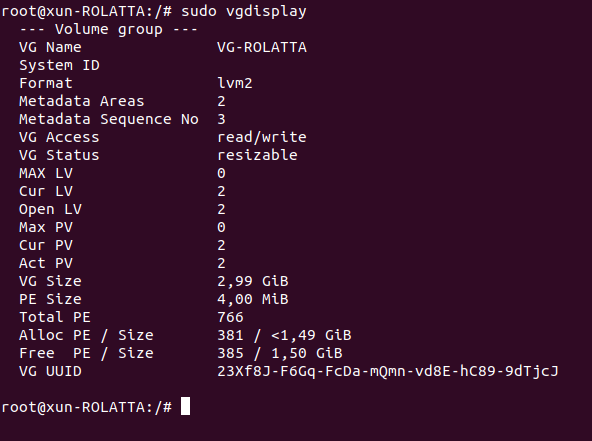 root@xun-ROLATTA:/# sudo vgdisplay
  --- Volume group ---
  VG Name               VG-ROLATTA
  System ID
  Format                lvm2
  Metadata Areas        2
  Metadata Sequence No  3
  VG Access             read/write
  VG Status             resizable
  MAX LV                0
  Cur LV                2
  Open LV               2
  Max PV                0
  Cur PV                2
  Act PV                2
  VG Size               2,99 GiB
  PE Size               4,00 MiB
  Total PE              766
  Alloc PE / Size       381 / <1,49 GiB
  Free  PE / Size       385 / 1,50 GiB
  VG UUID               23Xf8J-F6Gq-FcDa-mQmn-vd8E-hC89-9dTjcJ

root@xun-ROLATTA:/#